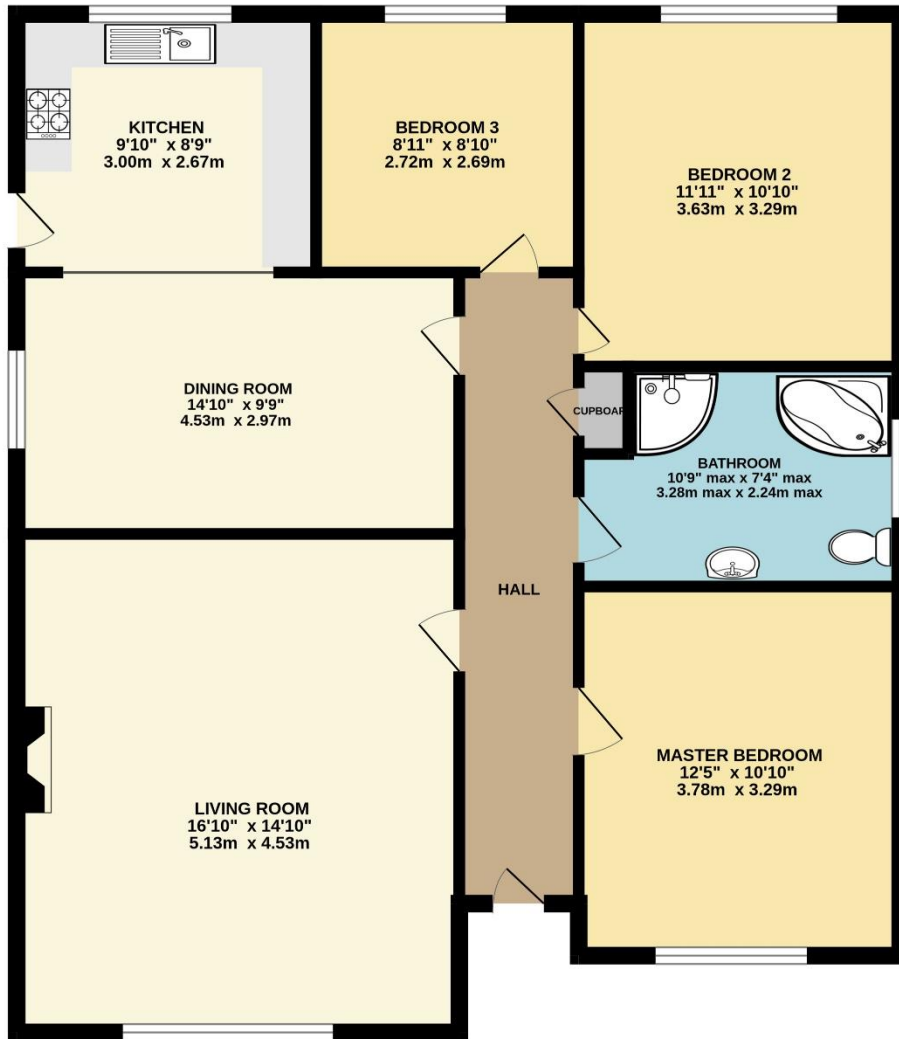 KITCHEN
9'10" x 8'9"
3.00m x 2.67m
BEDROOM 3
8'11" x 8'10"
2.72m x 2.69m
BEDROOM 2
11'11" x 10'10"
3.63m x 3.29m
DINING ROOM
14'10" x 9'9"
4.53m x 2.97m
CUPBOAR
BATHROOM
10'9" max x 7'4" max
3.28m max x 2.24m max
HALL
LIVING ROOM
16'10" x 14'10"
5.13m x 4.53m
MASTER BEDROOM
12'5" x 10'10"
3.78m x 3.29m